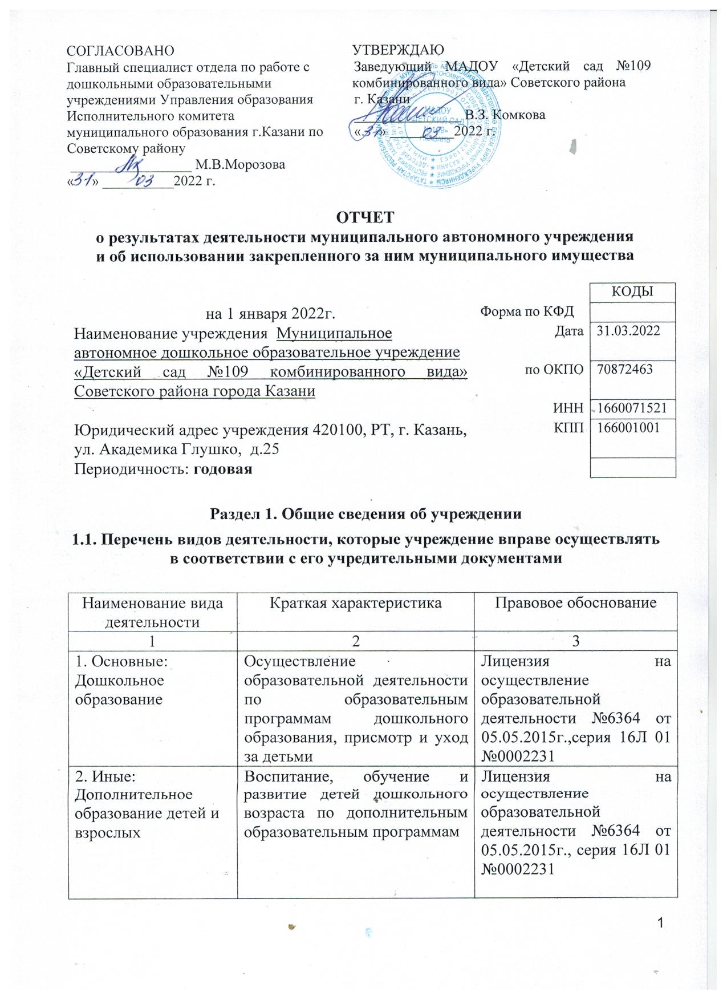 СОГЛАСОВАНО
Главный специалист отдела по работе с
дошкольными образовательными
учреждениями Управления образования
Исполнительного комитета
муниципального образования г.Казани по
Советскому району
М.В.Морозова
«31» 03 2022 г.
УТВЕРЖДАЮ
Заведующий МАДОУ «Детский сад №109
комбинированного вида» Советского района
г. Казани
В.З. Комкова
«31» 03 2022 г.
МАДОУ
ДЕТСКИЙ САД
№109»
Г.КАЗАНЬ
ОТЧЕТ
о результатах деятельности муниципального автономного учреждения
и об использовании закрепленного за ним муниципального имущества
КОДЫ
на 1 января 2022г. Форма по КФД
Наименование учреждения Муниципальное Дата 31.03.2022
автономное дошкольное образовательное учреждение
«Детский сад №109 комбинированного вида» по ОКПО 70872463
Советского района города Казани
ИНН 1660071521
Юридический адрес учреждения 420100, РТ, г. Казань, КПП 166001001
ул. Академика Глушко, д.25
Периодичность: годовая
Раздел 1. Общие сведения об учреждении
1.1. Перечень видов деятельности, которые учреждение вправе осуществлять
в соответствии с его учредительными документами
Наименование вида
деятельности
Краткая характеристика
Правовое обоснование
1
2
3
1. Основные:
Дошкольное
образование
Осуществление
образовательной деятельности
по образовательным
программам дошкольного
образования, присмотр и уход
за детьми
Лицензия на
осуществление
образовательной
деятельности №6364 от
05.05.2015г.,серия 16Л 01
№0002231
2. Иные:
Дополнительное
образование детей и
взрослых
Воспитание, обучение и
развитие детей дошкольного
возраста по дополнительным
образовательным программам
Лицензия на
осуществление
образовательной
деятельности №6364 от
05.05.2015г., серия 16Л 01
№0002231
1